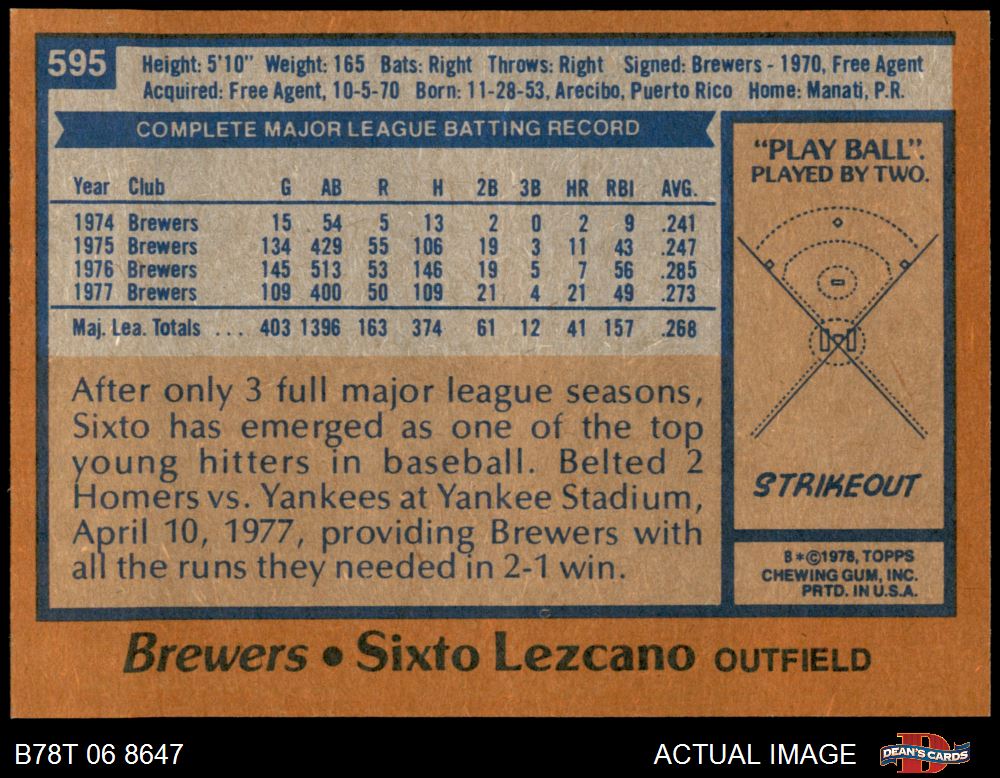 595
Height: 5'10" Weight: 165 Bats: Right Throws: Right Signed: Brewers - 1970, Free Agent
Acquired: Free Agent, 10-5-70 Born: 11-28-53, Arecibo, Puerto Rico Home: Manati, P.R.
COMPLETE MAJOR LEAGUE BATTING RECORD
Year Club G AB R H 2B 3B HR RBI AVG.
1974 Brewers 15 54 5 13 2 0 2 9 .241
1975 Brewers 134 429 55 106 19 3 11 43 .247
1976 Brewers 145 513 53 146 19 5 7 56 .285
1977 Brewers 109 400 50 109 21 4 21 49 .273
Maj. Lea. Totals ... 403 1396 163 374 61 12 41 157 .268
After only 3 full major league seasons,
Sixto has emerged as one of the top
young hitters in baseball. Belted 2
Homers vs. Yankees at Yankee Stadium,
April 10, 1977, providing Brewers with
all the runs they needed in 2-1 win.
"PLAY BALL".
PLAYED BY TWO.
STRIKEOUT
B*©1978, TOPPS
CHEWING GUM, INC.
PRTD. IN U.S.A.
Brewers • Sixto Lezcano OUTFIELD
B78T 06 8647
ACTUAL IMAGE
D
DEAN'S CARDS